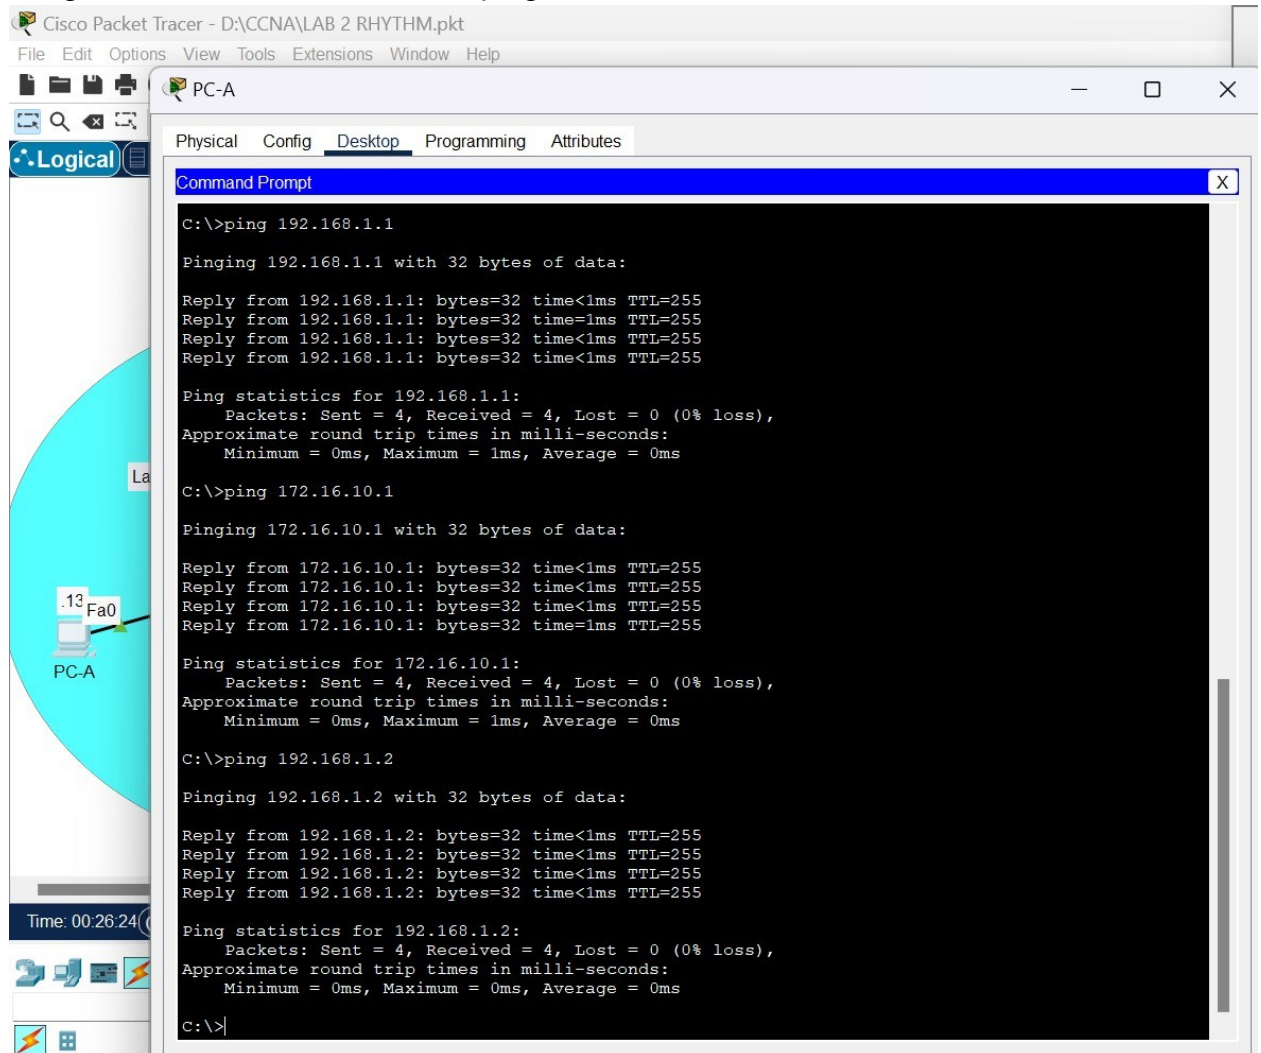 Cisco Packet Tracer - D:\CCNA\LAB 2 RHYTHM.pkt
File Edit Options View Tools Extensions Window Help
PC-A
Physical Config Desktop Programming Attributes
Logical
Command Prompt
X
C:\>ping 192.168.1.1
Pinging 192.168.1.1 with 32 bytes of data:
Reply from 192.168.1.1: bytes=32 time<1ms TTL=255
Reply from 192.168.1.1: bytes=32 time=1ms TTL=255
Reply from 192.168.1.1: bytes=32 time<1ms TTL=255
Reply from 192.168.1.1: bytes=32 time<1ms TTL=255
Ping statistics for 192.168.1.1:
Packets: Sent = 4, Received = 4, Lost = 0 (0% loss),
Approximate round trip times in milli-seconds:
Minimum = 0ms, Maximum = 1ms, Average = 0ms
La
C:\>ping 172.16.10.1
Pinging 172.16.10.1 with 32 bytes of data:
Reply from 172.16.10.1: bytes=32 time<1ms TTL=255
Reply from 172.16.10.1: bytes=32 time<1ms TTL=255
Reply from 172.16.10.1: bytes=32 time<1ms TTL=255
Reply from 172.16.10.1: bytes=32 time=1ms TTL=255
.13
Fa0
PC-A
Ping statistics for 172.16.10.1:
Packets: Sent = 4, Received = 4, Lost = 0 (0% loss),
Approximate round trip times in milli-seconds:
Minimum = 0ms, Maximum = 1ms, Average = 0ms
C:\>ping 192.168.1.2
Pinging 192.168.1.2 with 32 bytes of data:
Reply from 192.168.1.2: bytes=32 time<1ms TTL=255
Reply from 192.168.1.2: bytes=32 time<1ms TTL=255
Reply from 192.168.1.2: bytes=32 time<1ms TTL=255
Reply from 192.168.1.2: bytes=32 time<1ms TTL=255
Time: 00:26:24
Ping statistics for 192.168.1.2:
Packets: Sent = 4, Received = 4, Lost = 0 (0% loss),
Approximate round trip times in milli-seconds:
Minimum = 0ms, Maximum = 0ms, Average = 0ms
C:\>